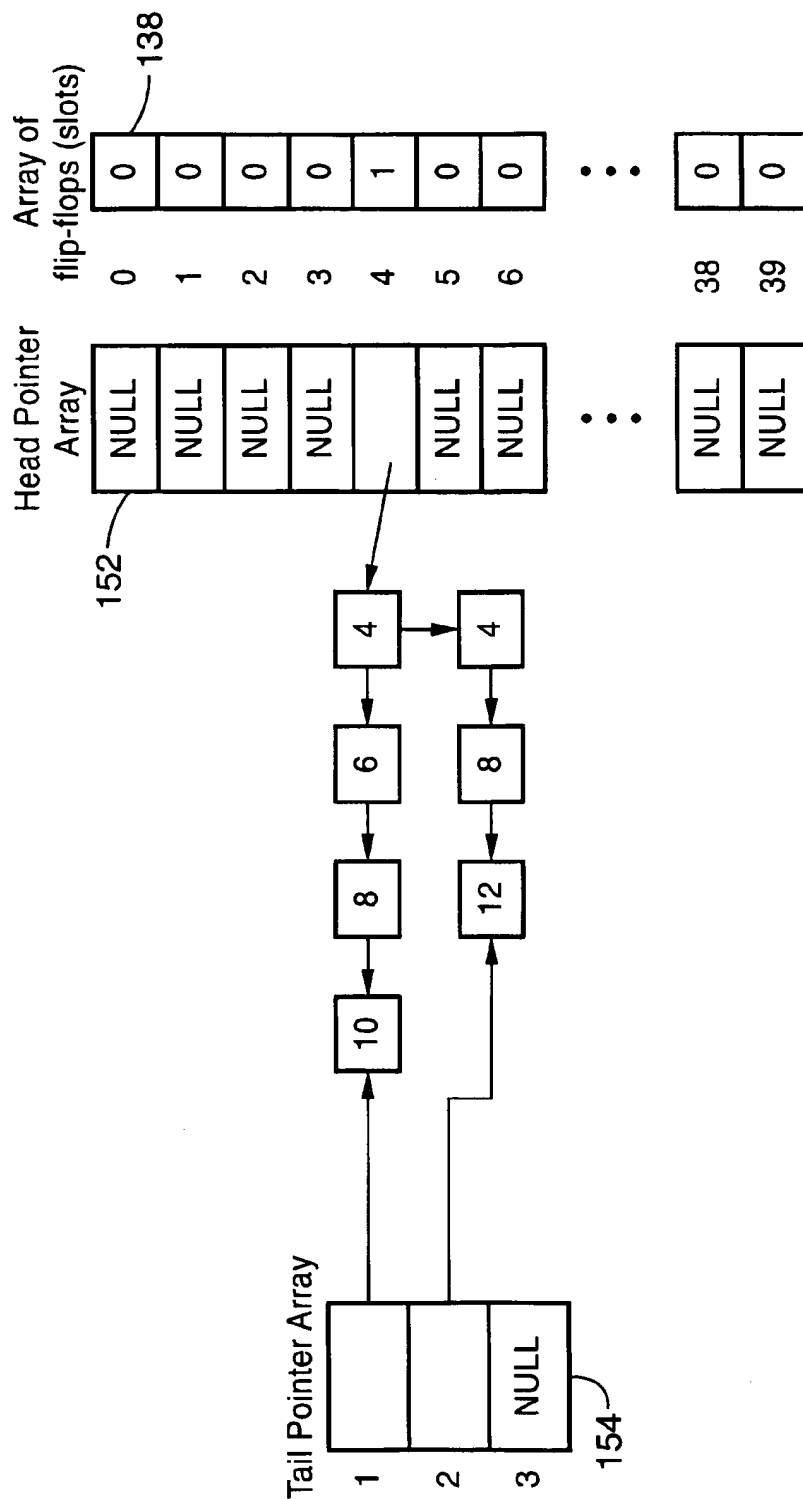 Tail Pointer Array
1
2
3 NULL
154
10 8 6 4
12 8 4
Head Pointer
Array
152
Array of
flip-flops (slots)
138
NULL 0 0
NULL 1 0
NULL 2 0
NULL 3 0
4 1
NULL 5 0
NULL 6 0
NULL 38 0
NULL 39 0